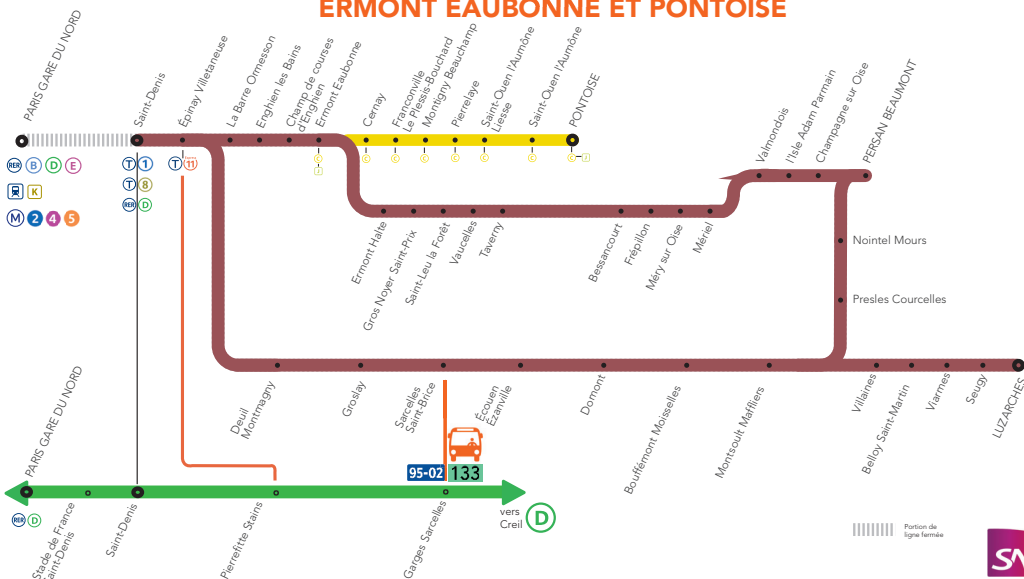 ERMONT EAUBONNE ET PONTOISE
PARIS GARE DU NORD
Saint-Denis
Épinay Villetaneuse
La Barre Ormesson
Enghien les Bains
Champ de courses
d'Enghien
Ermont Eaubonne
Cernay
Franconville
Le Plessis-Bouchard
Montigny Beauchamp
Pierrelaye
Saint-Ouen l'Aumône
Liesse
Saint-Ouen l'Aumône
PONTOISE
Valmondois
l'Isle Adam Parmain
Champagne sur Oise
PERSAN BEAUMONT
RER B D E
K
M 2 4 5
T 1
T 8
RER D
T 11
C
J
C
C
C
C
C
C
C J
Ermont Halte
Gros Noyer Saint-Prix
Saint-Leu la Forêt
Vaucelles
Taverny
Bessancourt
Frépillon
Méry sur Oise
Mériel
Nointel Mours
Presles Courcelles
Deuil
Montmagny
Groslay
Sarcelles
Saint-Brice
Écouen
Ézanville
Domont
Bouffémont Moisselles
Montsoult Maffliers
Villaines
Belloy Saint-Martin
Viarmes
Seugy
LUZARCHES
95-02 133
PARIS GARE DU NORD
RER D
Stade de France
Saint-Denis
Saint-Denis
Pierrefitte Stains
Garges Sarcelles
vers
Creil
D
Portion de
ligne fermée